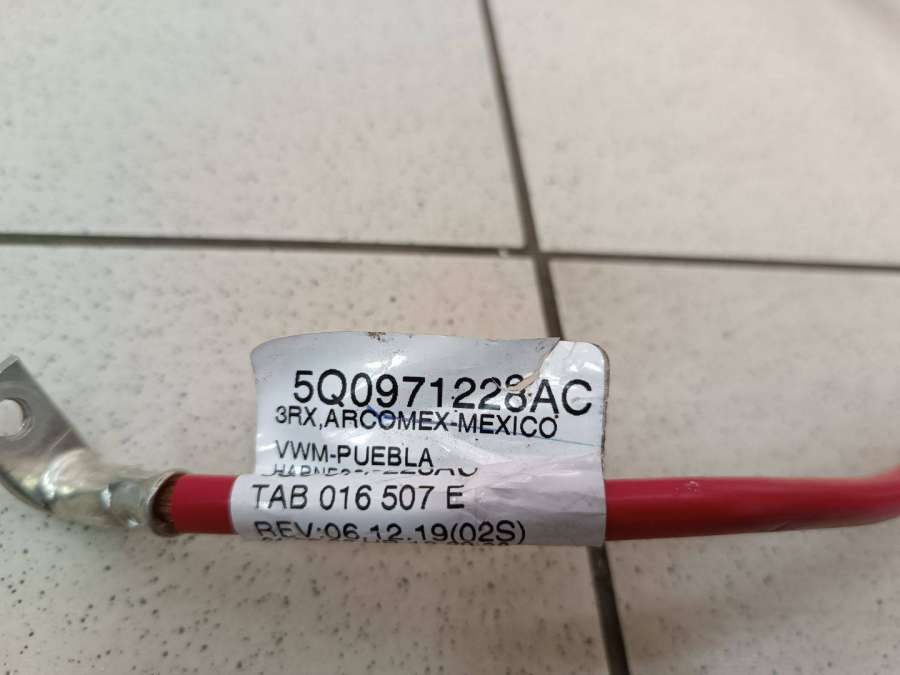 5Q0971228AC
3RX,ARCOMEX-MEXICO
VWM-PUEBLA
TAB 016 507 E
REV:06.12.19(02S)